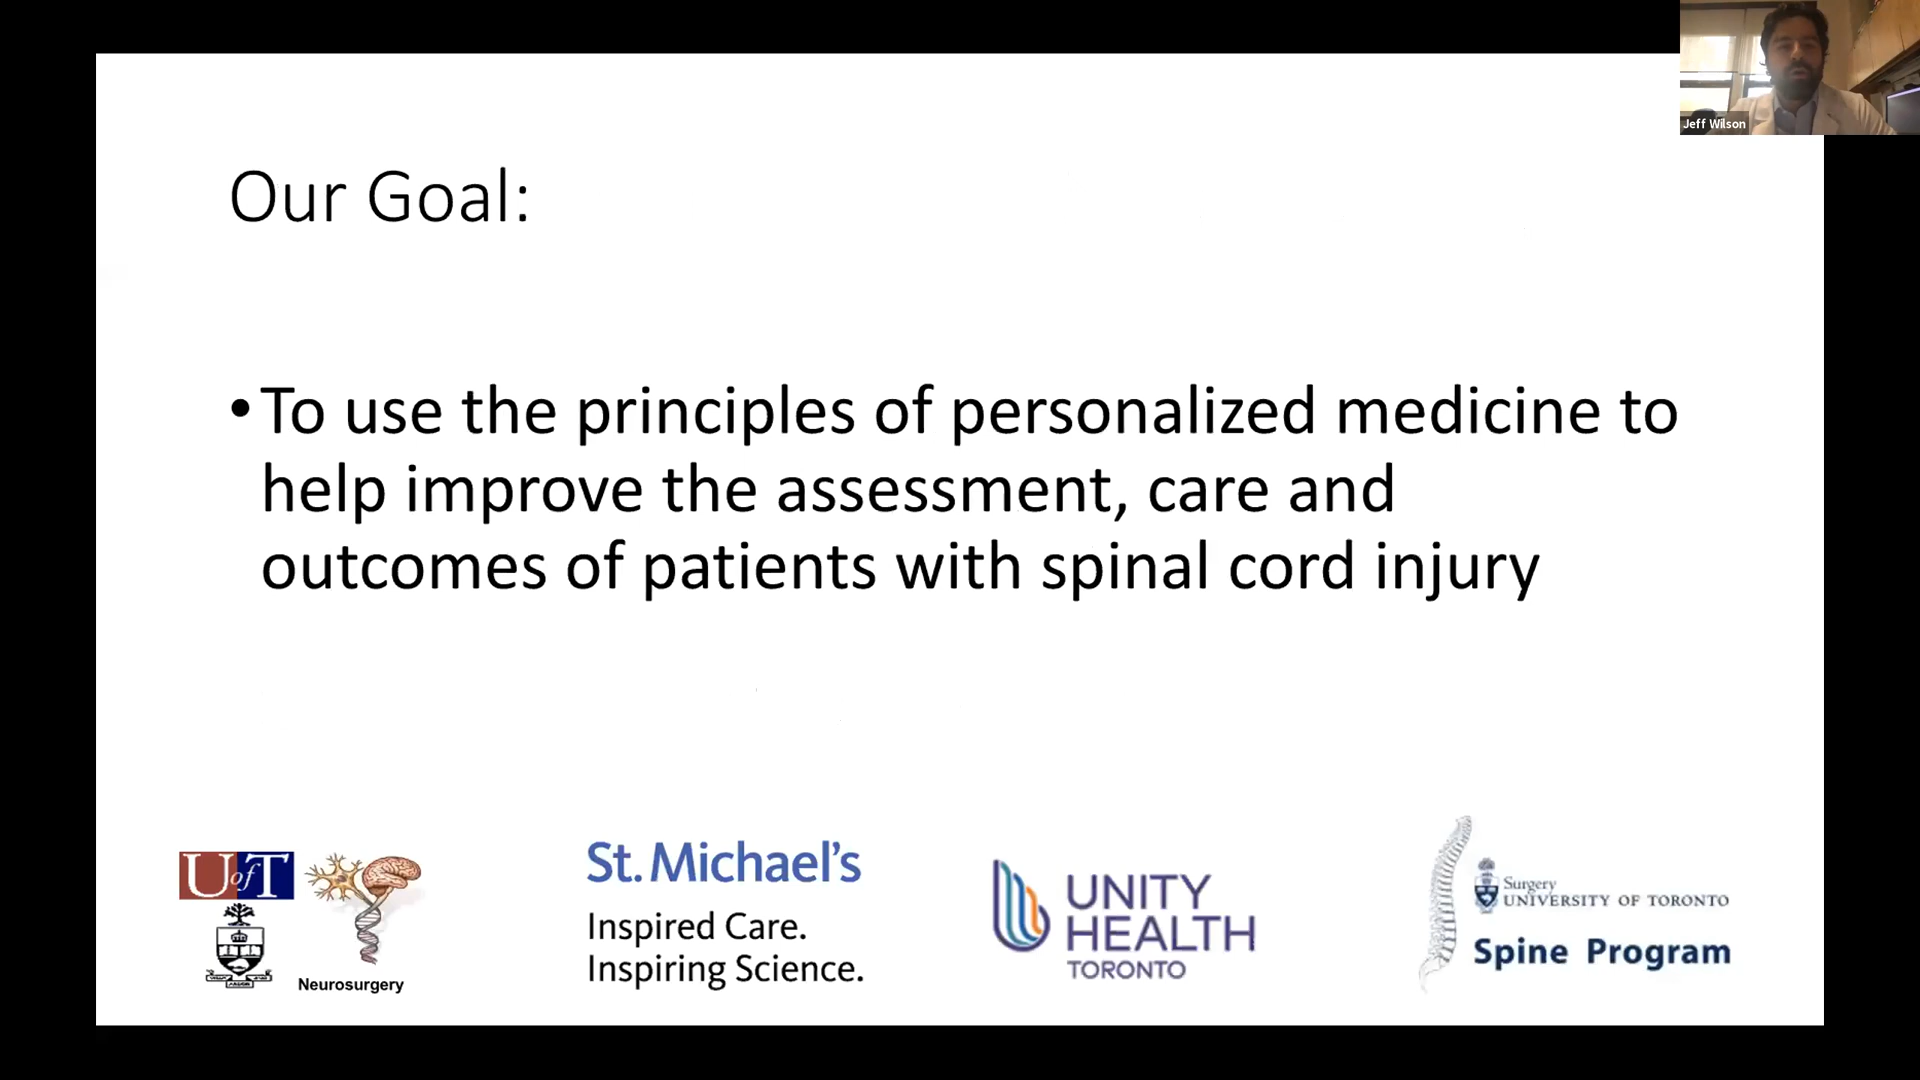 Jeff Wilson
Our Goal:
• To use the principles of personalized medicine to
help improve the assessment, care and
outcomes of patients with spinal cord injury
UofT
Neurosurgery
St. Michael's
Inspired Care.
Inspiring Science.
UNITY
HEALTH
TORONTO
Surgery
UNIVERSITY OF TORONTO
Spine Program